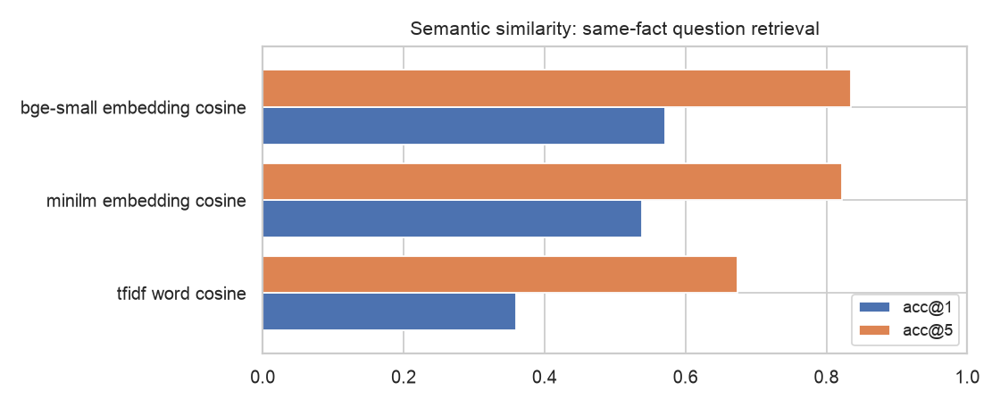 Semantic similarity: same-fact question retrieval
bge-small embedding cosine
minilm embedding cosine
tfidf word cosine
acc@1
acc@5
0.0 0.2 0.4 0.6 0.8 1.0